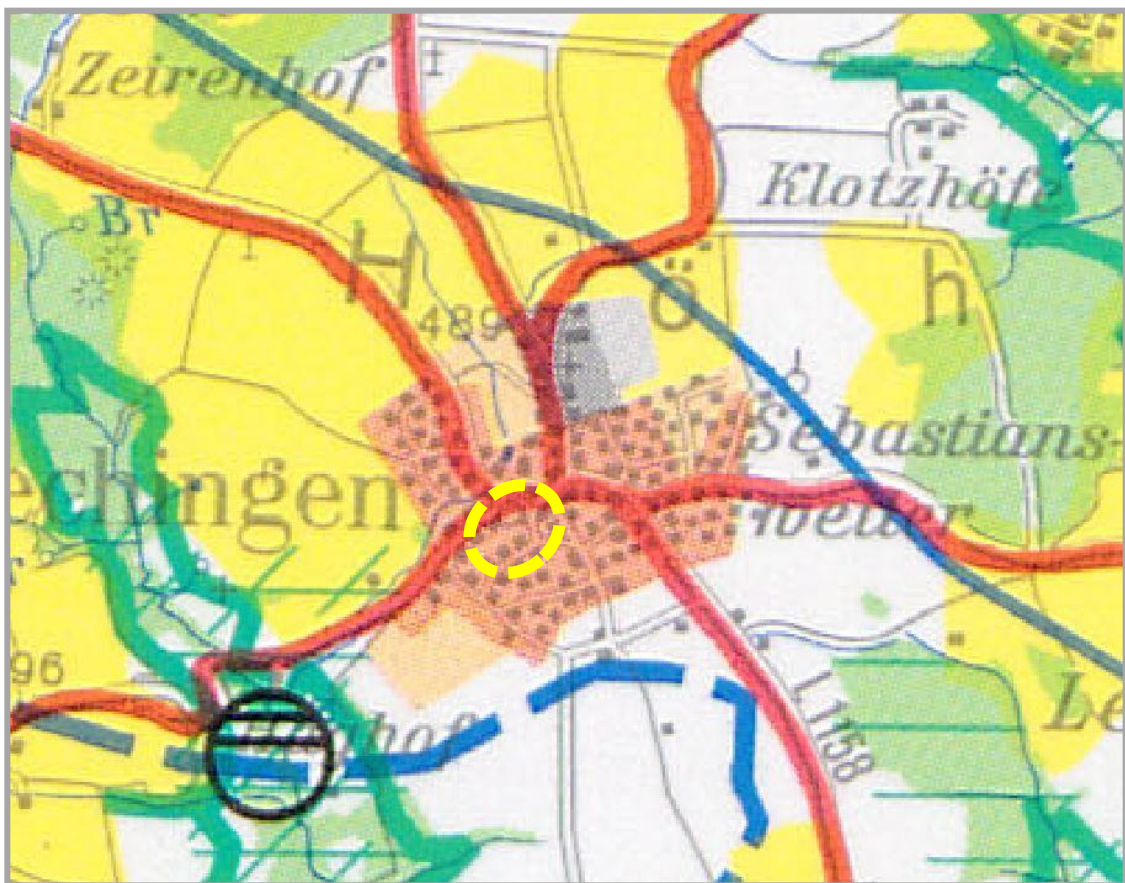 Zeirenhof
Br
Klotzhöfe
H ö h
489
Sebastians-
weiler
echingen
96
L1158
Le